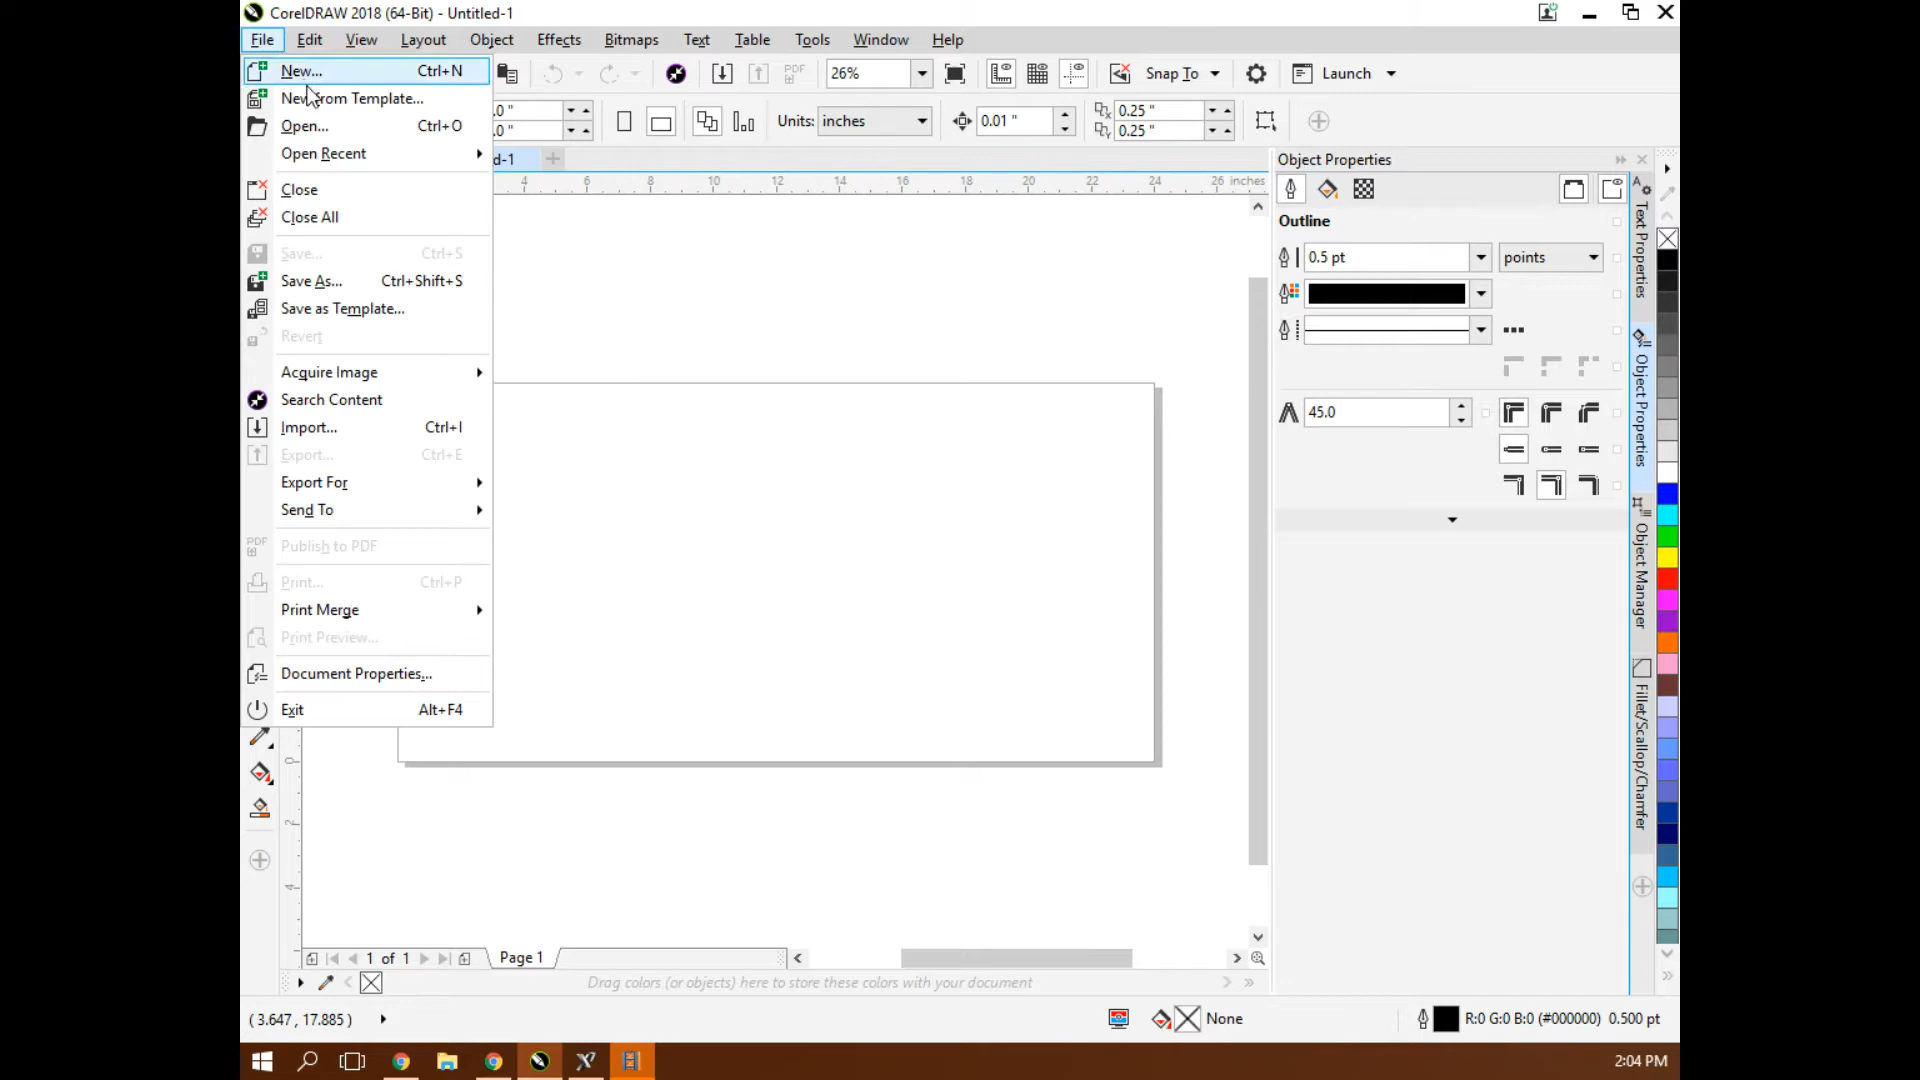 CorelDRAW 2018 (64-Bit) - Untitled-1
File Edit View Layout Object Effects Bitmaps Text Table Tools Window Help
New... Ctrl+N
New From Template...
Open... Ctrl+O
Open Recent
Close
Close All
Save... Ctrl+S
Save As... Ctrl+Shift+S
Save as Template...
Revert
Acquire Image
Search Content
Import... Ctrl+I
Export... Ctrl+E
Export For
Send To
Publish to PDF
Print... Ctrl+P
Print Merge
Print Preview...
Document Properties...
Exit Alt+F4
PDF
PDF 26% Snap To Launch
.0 "
.0 "
Units: inches 0.01 "
0.25 "
0.25 "
d-1
4 6 8 10 12 14 16 18 20 22 24 26 inches
0
2
4
Object Properties
Outline
0.5 pt points
45.0
Text Properties
Object Properties
Object Manager
Fillet/Scallop/Chamfer
1 of 1 Page 1
Drag colors (or objects) here to store these colors with your document
( 3.647 , 17.885 ) None R:0 G:0 B:0 (#000000) 0.500 pt
2:04 PM